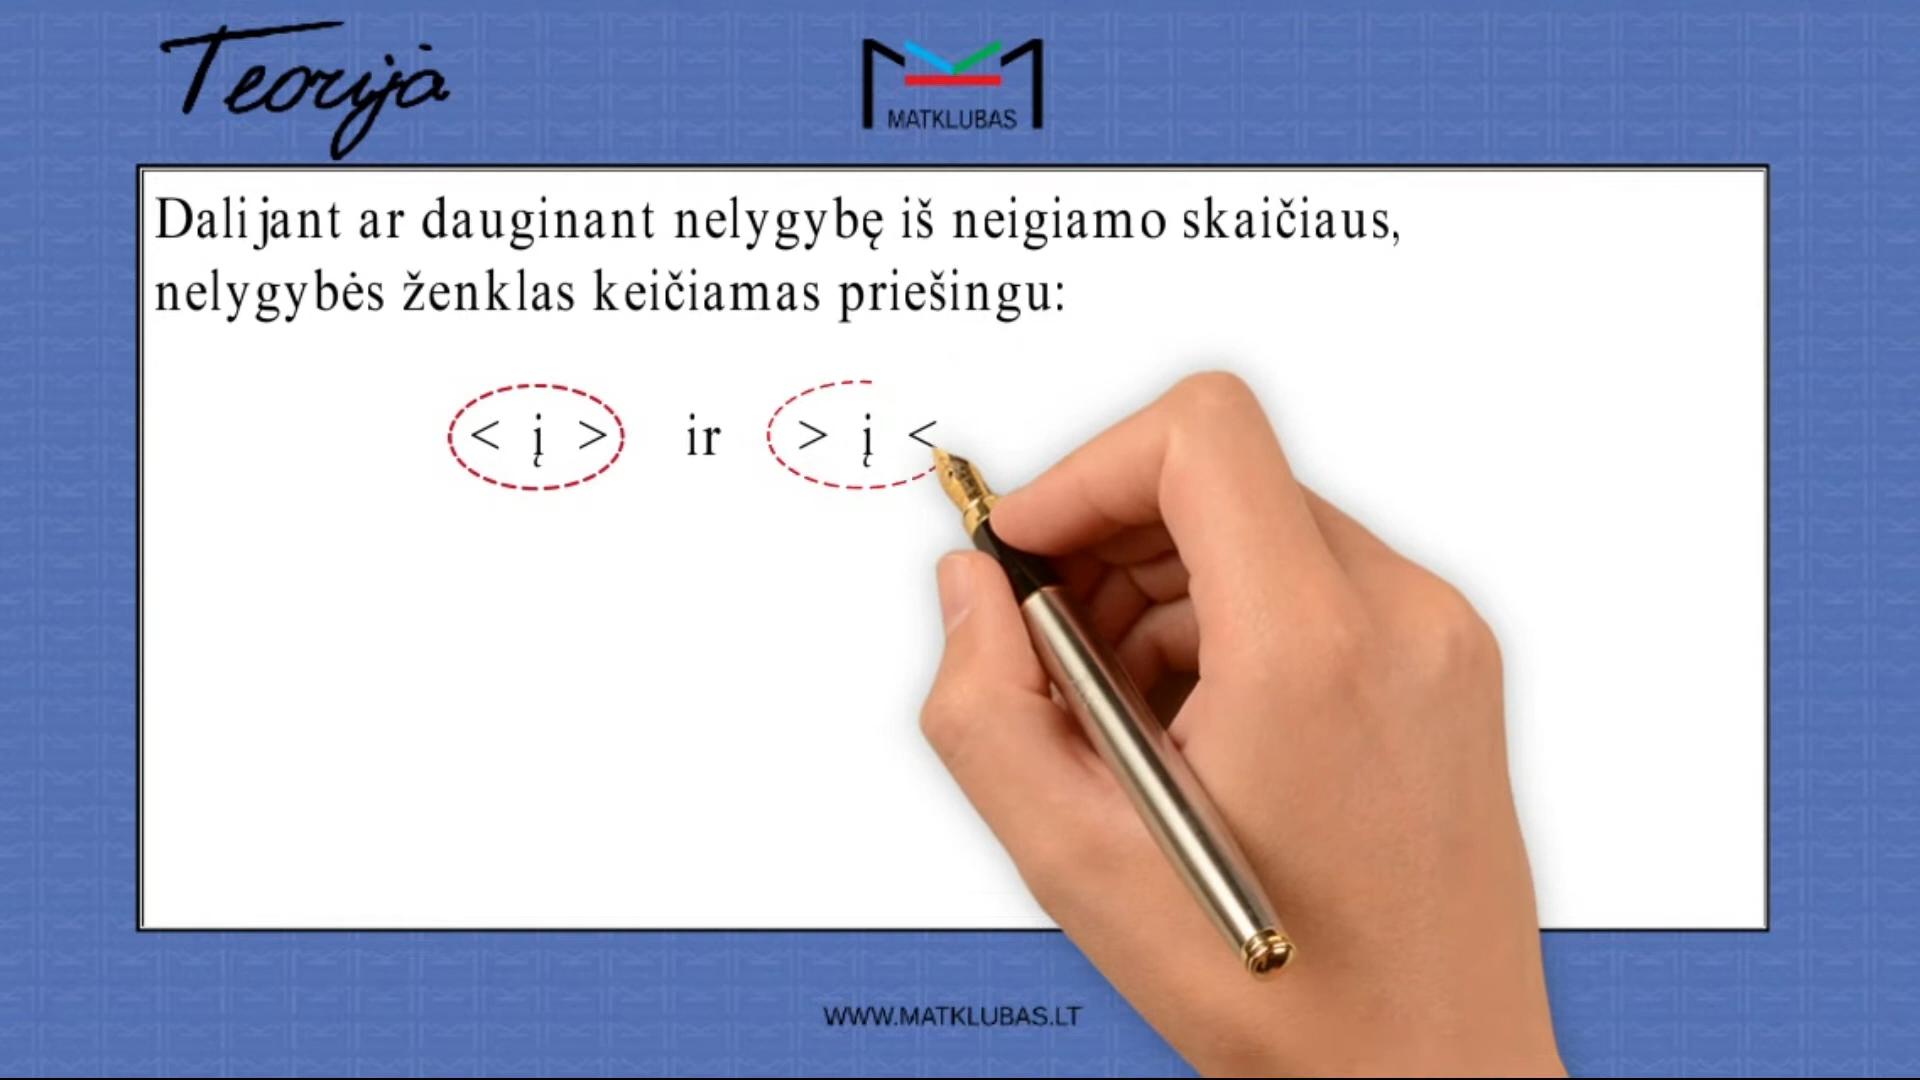 Teorija
MATKLUBAS
Dalijant ar dauginant nelygybę iš neigiamo skaičiaus,
nelygybės ženklas keičiamas priešingu:
< į > ir > į <
WWW.MATKLUBAS.LT